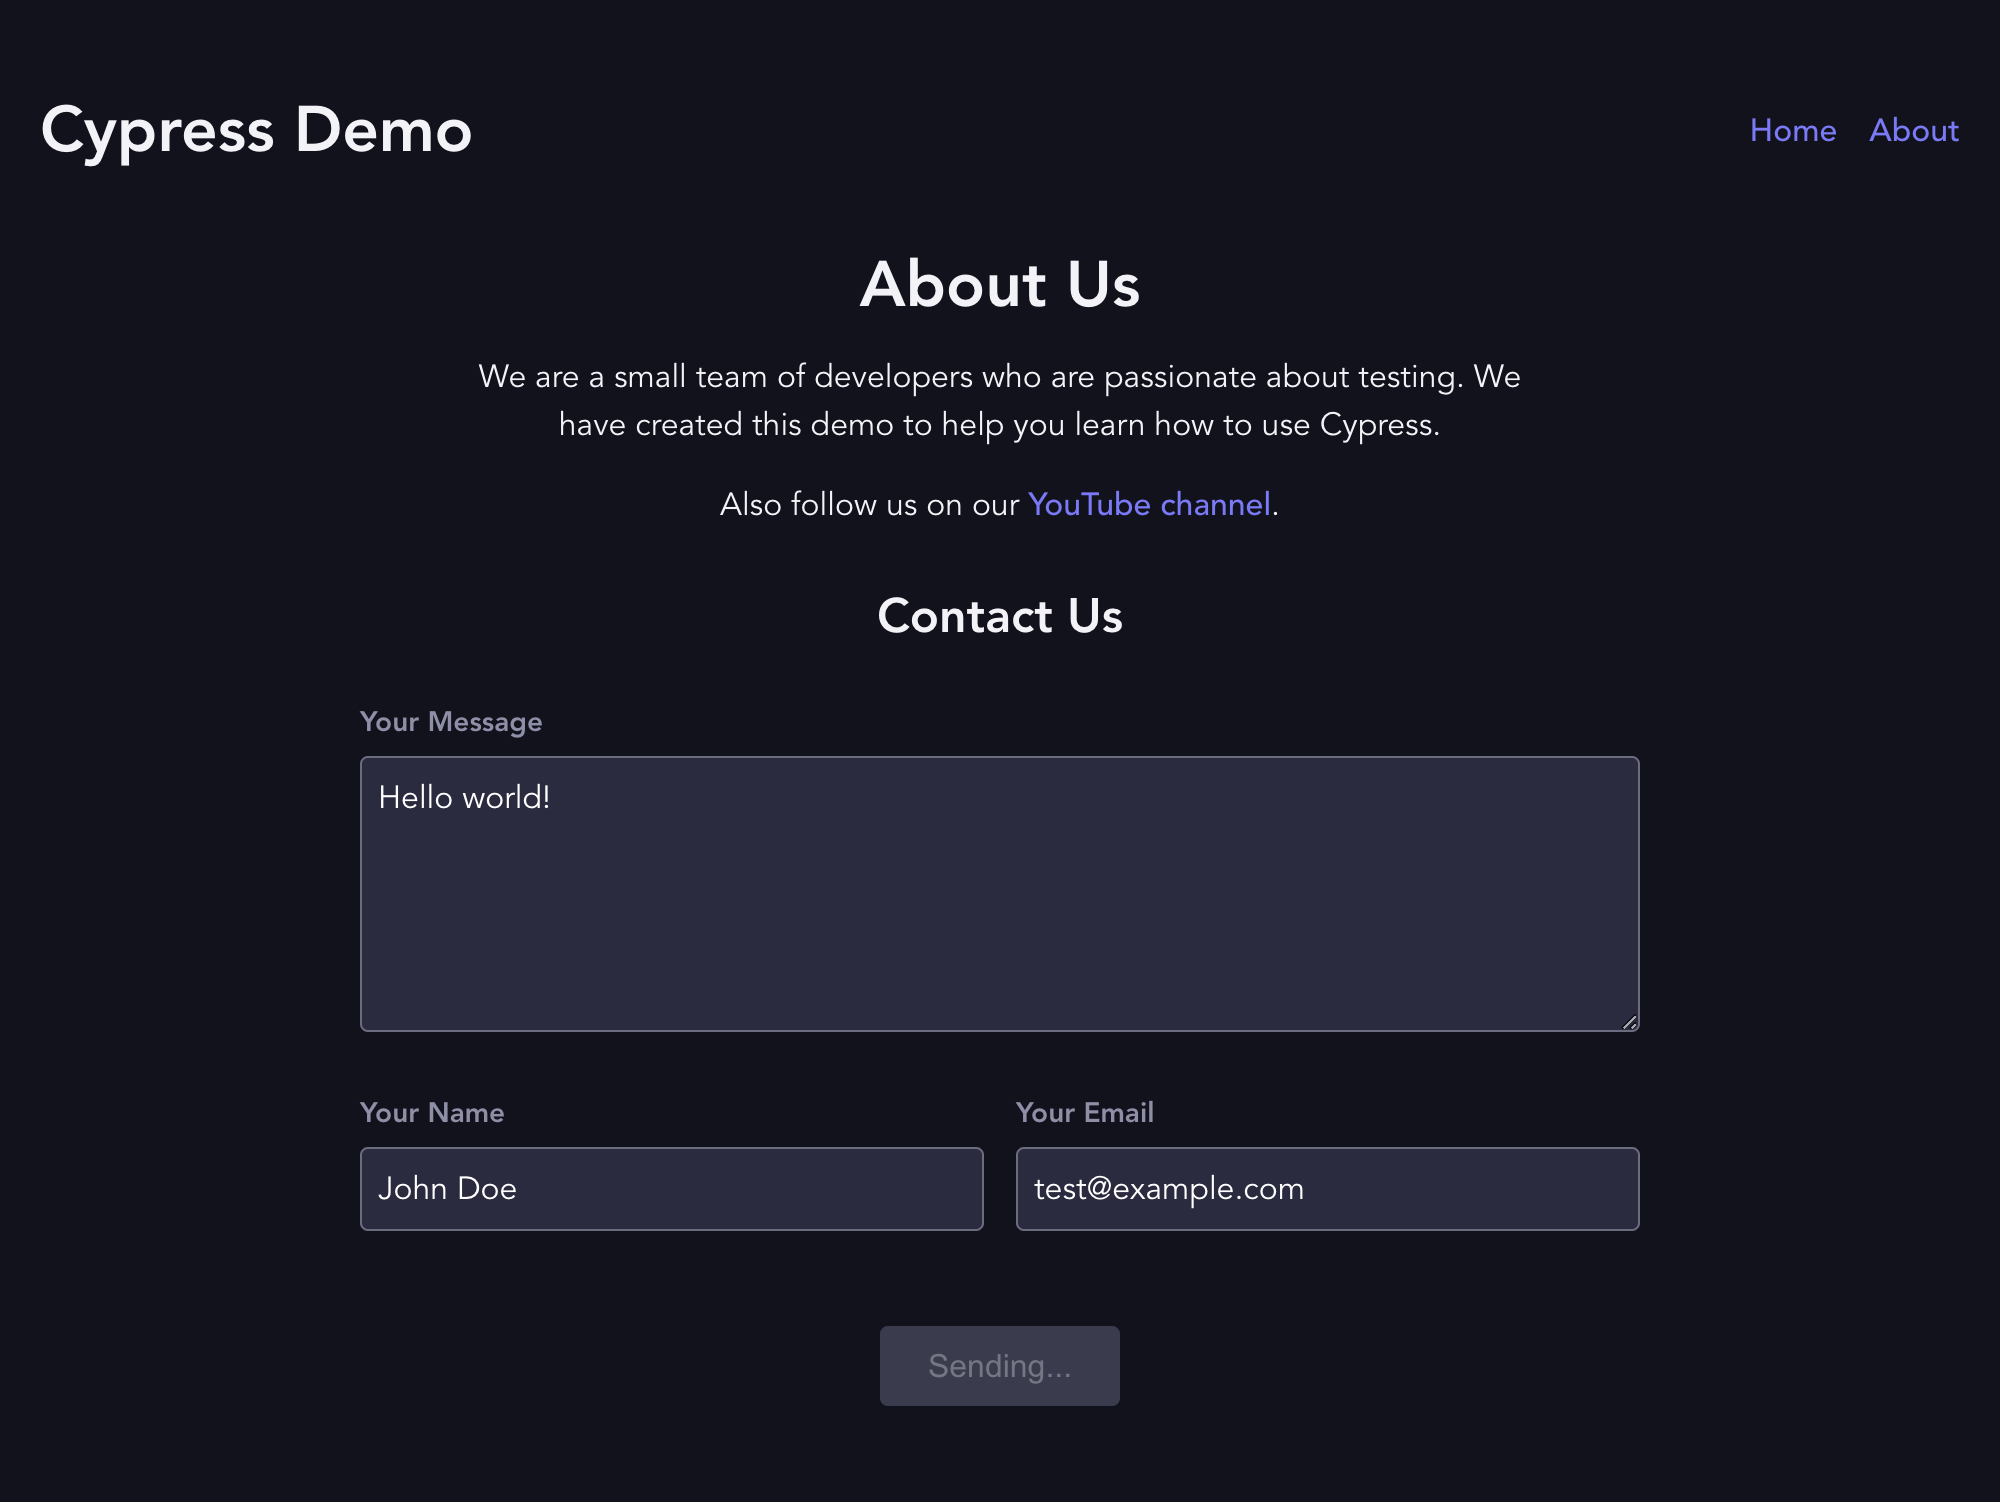 Cypress Demo
Home About
About Us
We are a small team of developers who are passionate about testing. We
have created this demo to help you learn how to use Cypress.
Also follow us on our YouTube channel.
Contact Us
Your Message
Hello world!
Your Name
Your Email
John Doe
test@example.com
Sending...